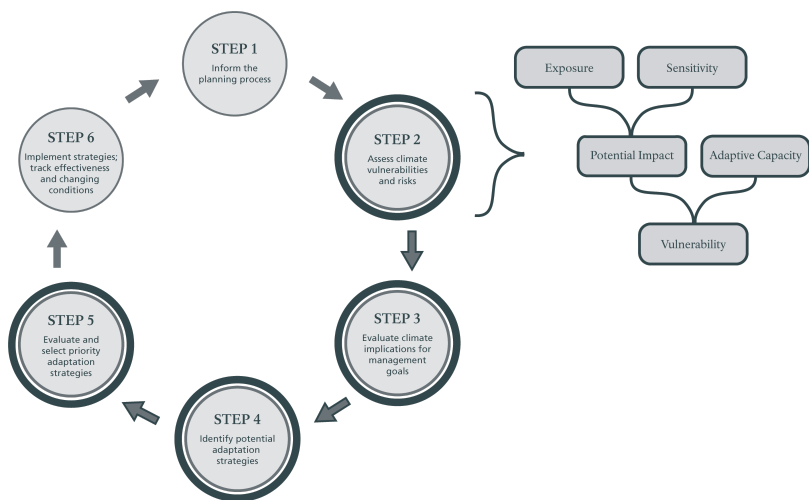 STEP 1
Inform the
planning process
STEP 2
Assess climate
vulnerabilities
and risks
STEP 3
Evaluate climate
implications for
management
goals
STEP 4
Identify potential
adaptation
strategies
STEP 5
Evaluate and
select priority
adaptation
strategies
STEP 6
Implement strategies;
track effectiveness
and changing
conditions
Exposure
Sensitivity
Potential Impact
Adaptive Capacity
Vulnerability